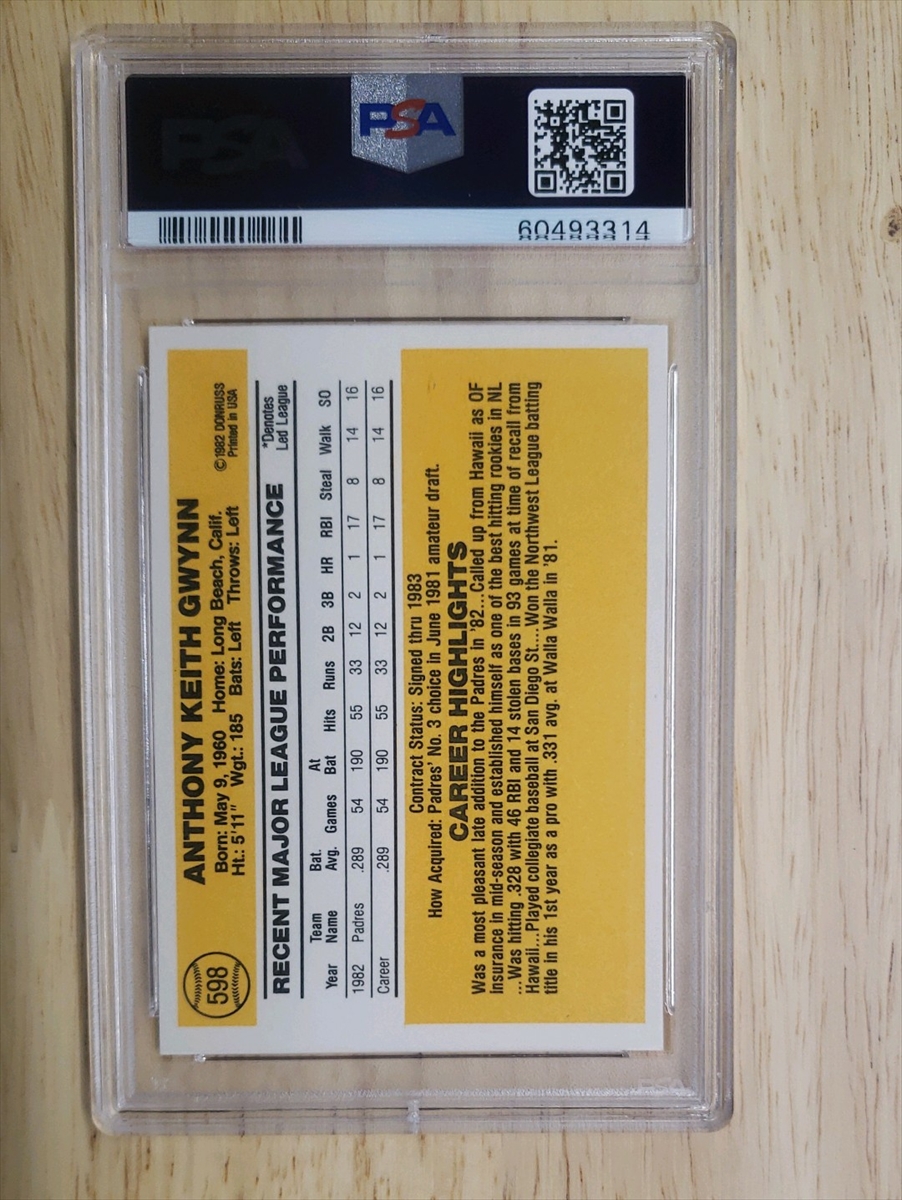 PSA
60493314
598
ANTHONY KEITH GWYNN
Born: May 9, 1960 Home: Long Beach, Calif.
Ht.: 5'11" Wgt.: 185 Bats: Left Throws: Left
©1982 DONRUSS
Printed in USA
RECENT MAJOR LEAGUE PERFORMANCE
*Denotes
Led League
Year Team Name Bat. Avg. Games At Bat Hits Runs 2B 3B HR RBI Steal Walk SO
1982 Padres .289 54 190 55 33 12 2 1 17 8 14 16
Career .289 54 190 55 33 12 2 1 17 8 14 16
Contract Status: Signed thru 1983
How Acquired: Padres' No. 3 choice in June 1981 amateur draft.
CAREER HIGHLIGHTS
Was a most pleasant late addition to the Padres in '82...Called up from Hawaii as OF
insurance in mid-season and established himself as one of the best hitting rookies in NL
...Was hitting .328 with 46 RBI and 14 stolen bases in 93 games at time of recall from
Hawaii...Played collegiate baseball at San Diego St....Won the Northwest League batting
title in his 1st year as a pro with .331 avg. at Walla Walla in '81.